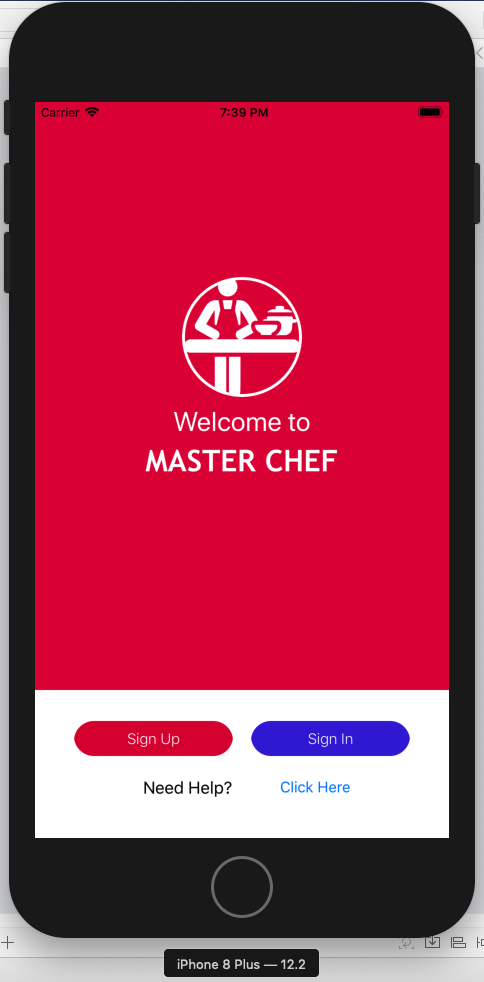 Carrier 7:39 PM
Welcome to
MASTER CHEF
Sign Up Sign In
Need Help? Click Here
iPhone 8 Plus — 12.2